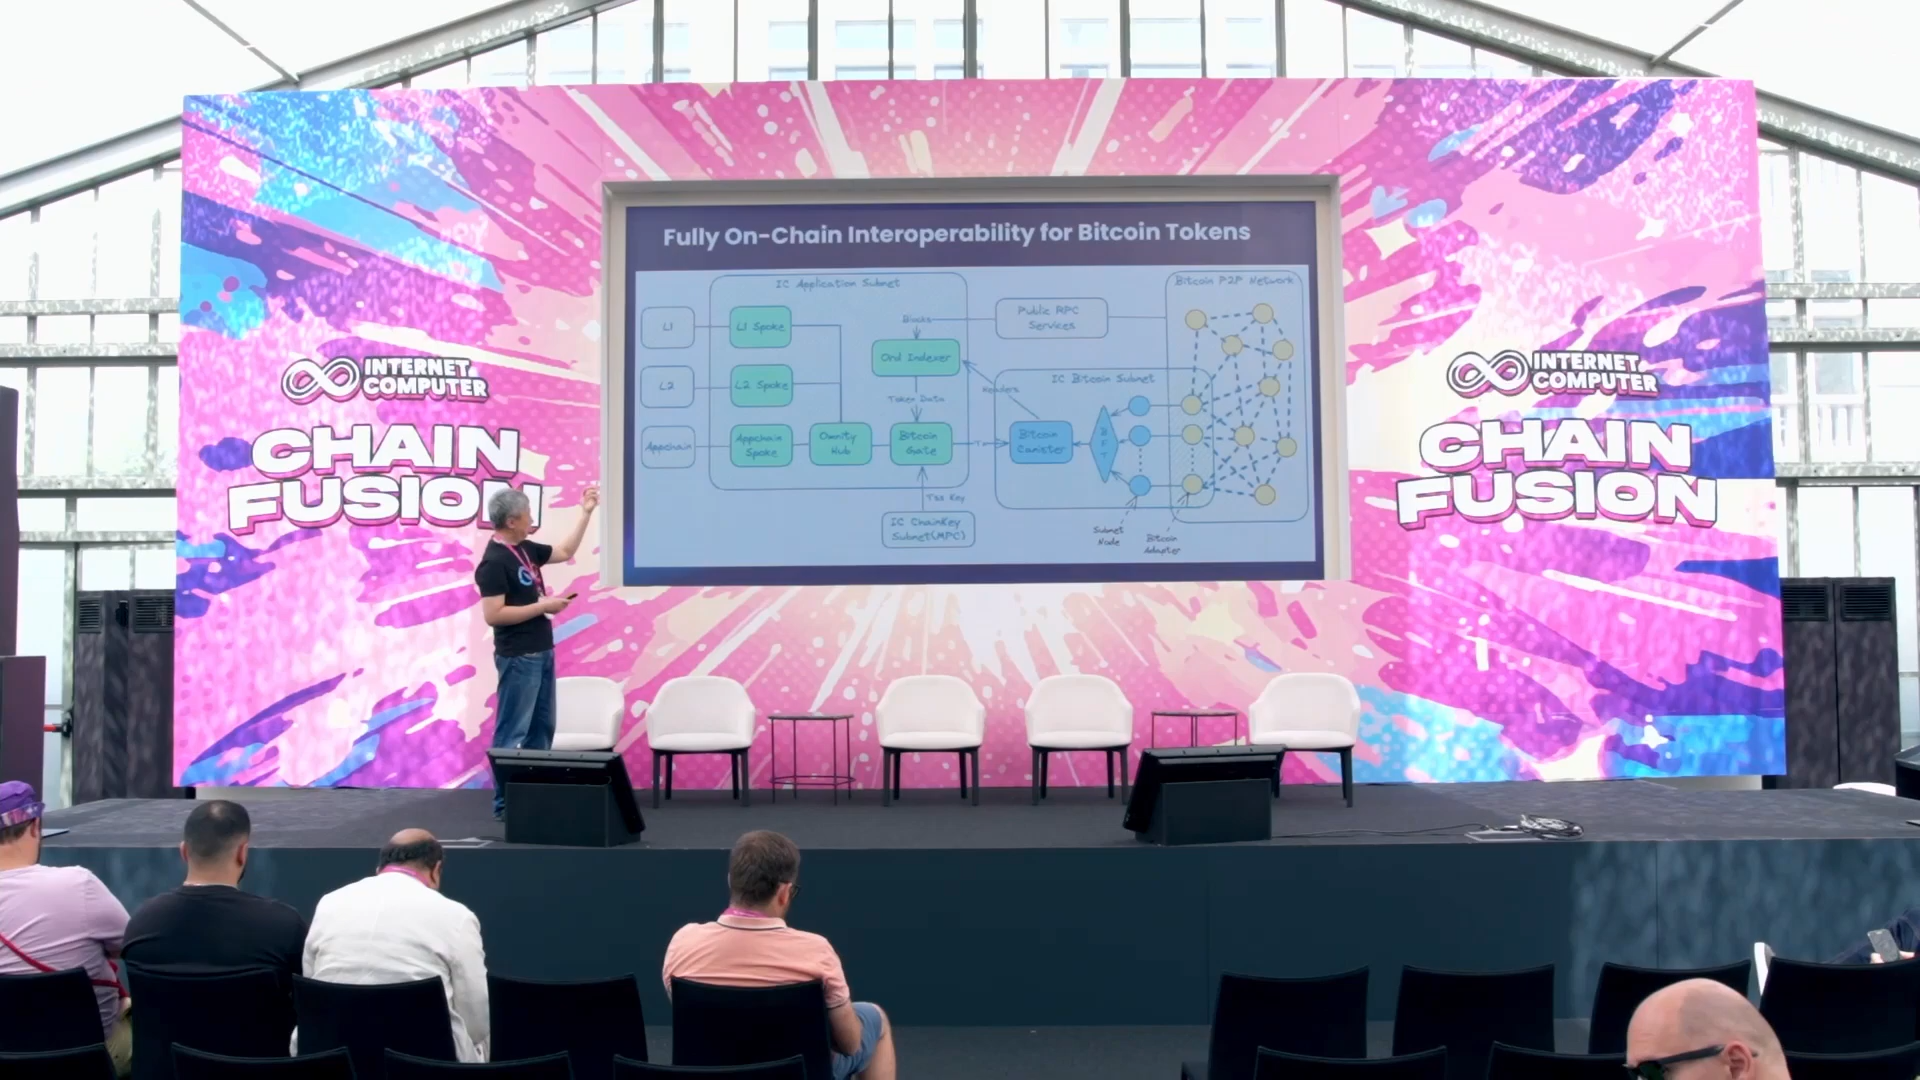 Fully On-Chain Interoperability for Bitcoin Tokens
IC Application Subnet
Bitcoin P2P Network
L1
L1 Spoke
Blocks
Public RPC
Services
Ord Indexer
L2
L2 Spoke
Headers
IC Bitcoin Subnet
Token Data
Appchain
Appchain
Spoke
Omnity
Hub
Bitcoin
Gate
Tx
Bitcoin
Canister
B
F
T
Tss Key
IC ChainKey
Subnet(MPC)
Subnet
Node
Bitcoin
Adapter
INTERNET
COMPUTER
CHAIN
FUSION
INTERNET
COMPUTER
CHAIN
FUSION